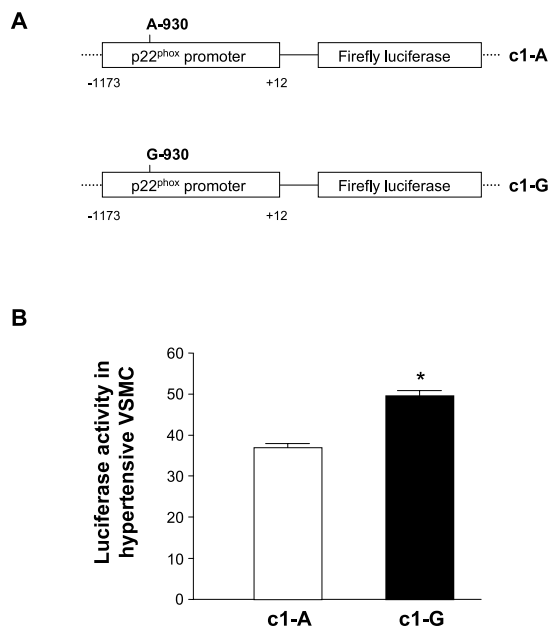 A
A-930
p22phox promoter
Firefly luciferase
c1-A
-1173
+12
G-930
p22phox promoter
Firefly luciferase
c1-G
-1173
+12
B
Luciferase activity in
hypertensive VSMC
60
50
40
30
20
10
0
*
c1-A
c1-G